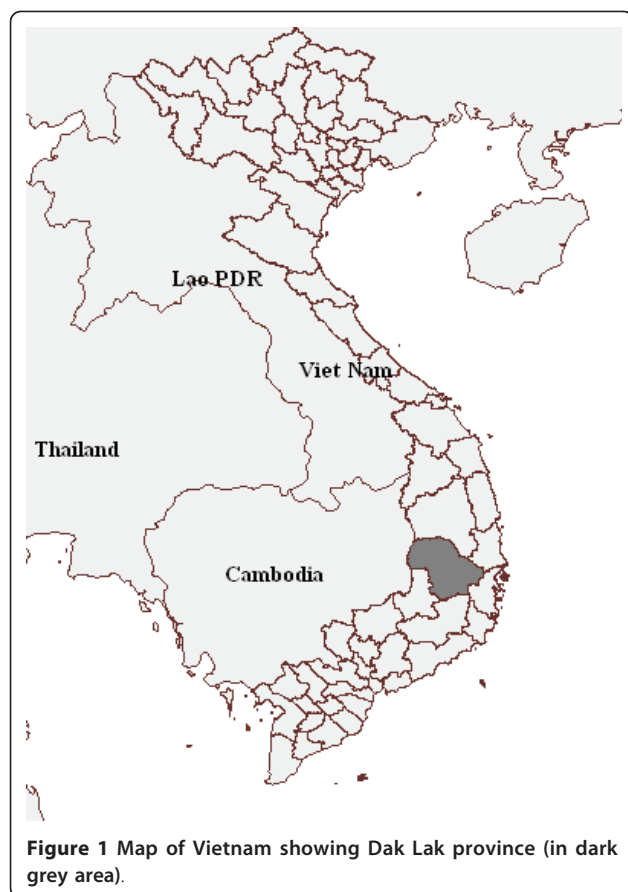 Lao PDR
Viet Nam
Thailand
Cambodia
Figure 1 Map of Vietnam showing Dak Lak province (in dark
grey area).